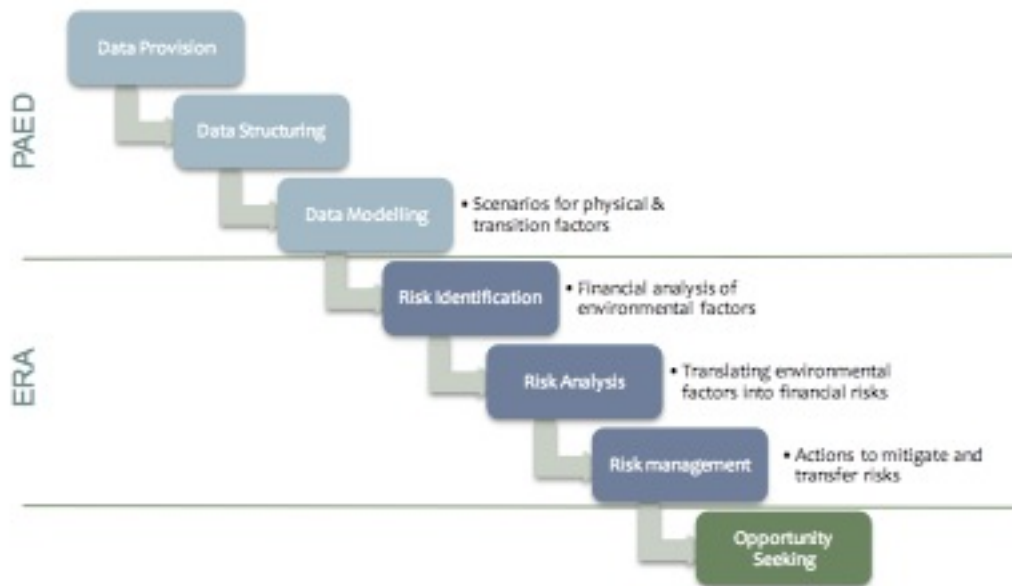 PAED
Data Provision
Data Structuring
Data Modelling
• Scenarios for physical &
transition factors
ERA
Risk Identification
• Financial analysis of
environmental factors
Risk Analysis
• Translating environmental
factors into financial risks
Risk management
• Actions to mitigate and
transfer risks
Opportunity
Seeking